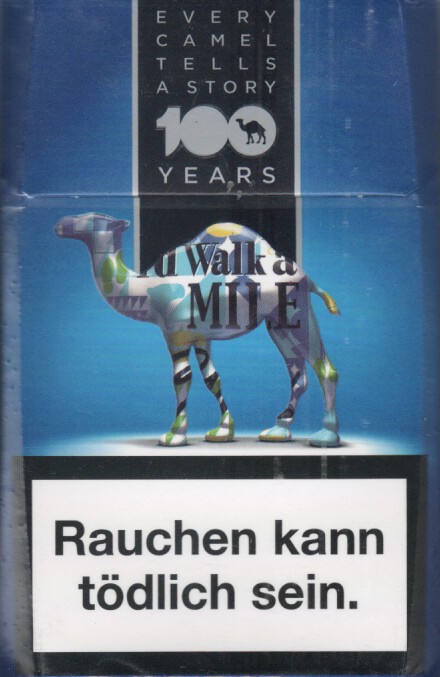 EVERY
CAMEL
TELLS
A STORY
100
YEARS
I'd Walk a
MILE
Rauchen kann
tödlich sein.